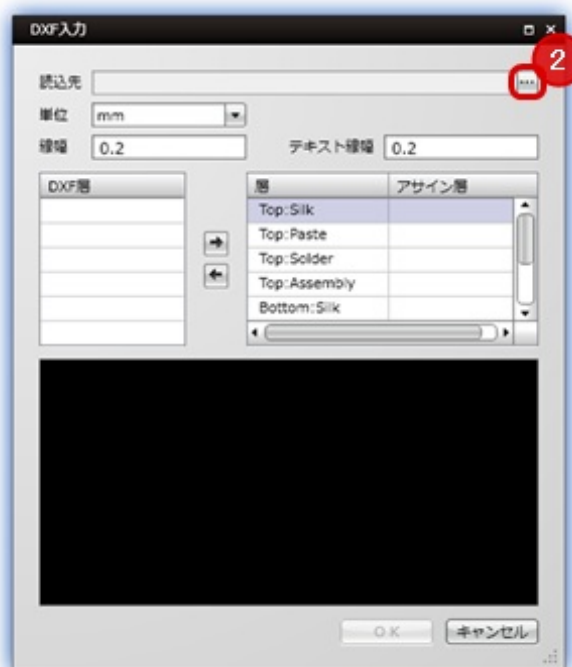 DXF入力
2
読込先 ...
単位 mm
線幅 0.2 テキスト線幅 0.2
DXF層 層 アサイン層
Top:Silk
Top:Paste
Top:Solder
Top:Assembly
Bottom:Silk
OK キャンセル